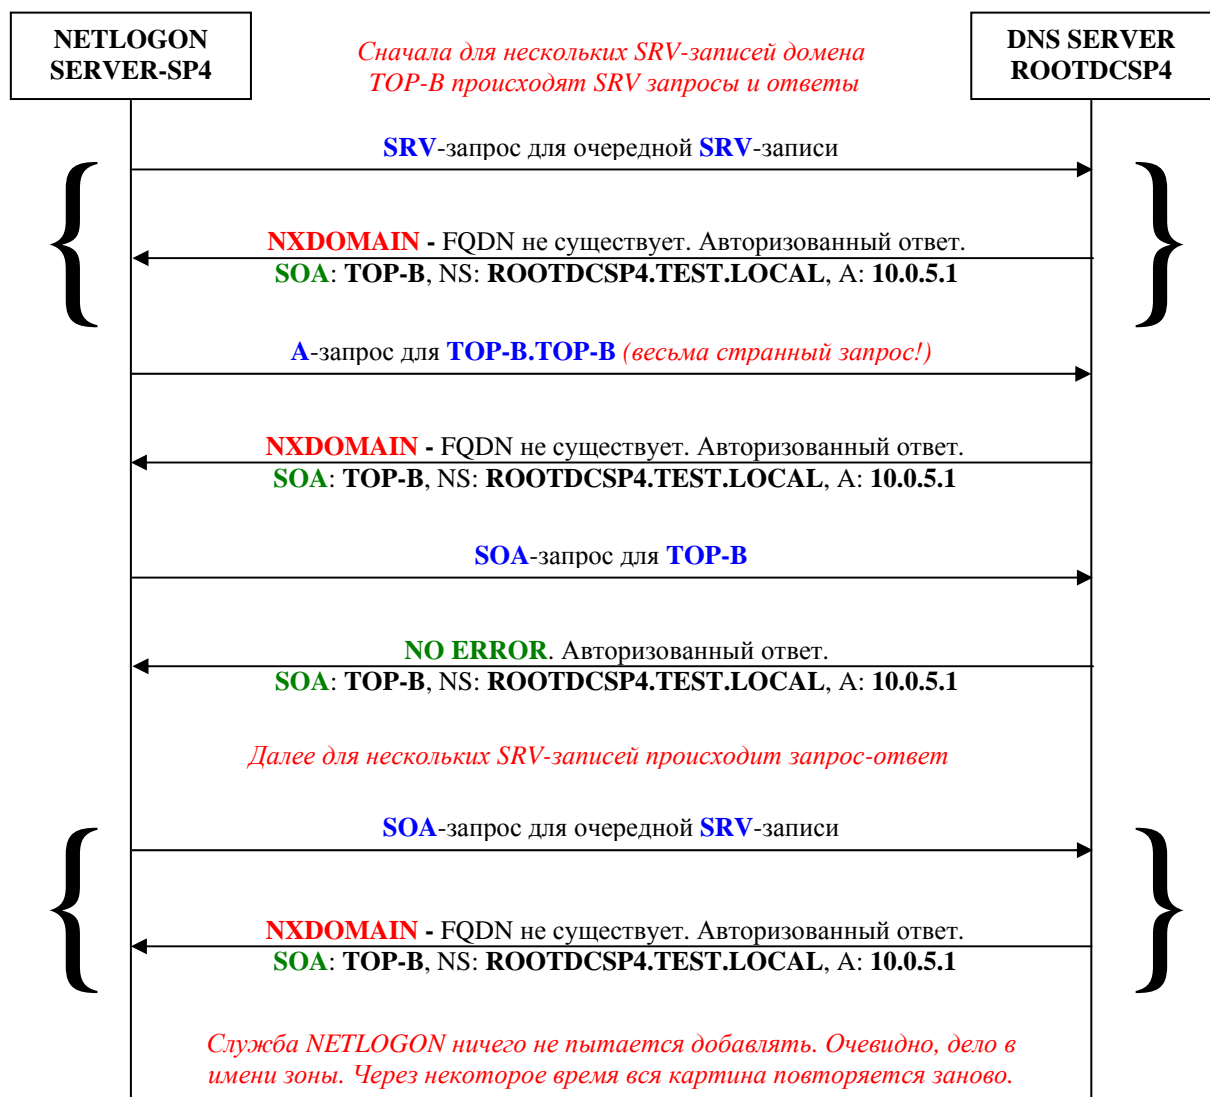 NETLOGON
SERVER-SP4
DNS SERVER
ROOTDCSP4
Сначала для нескольких SRV-записей домена
TOP-B происходят SRV запросы и ответы
SRV-запрос для очередной SRV-записи
NXDOMAIN - FQDN не существует. Авторизованный ответ.
SOA: TOP-B, NS: ROOTDCSP4.TEST.LOCAL, A: 10.0.5.1
A-запрос для TOP-B.TOP-B (весьма странный запрос!)
NXDOMAIN - FQDN не существует. Авторизованный ответ.
SOA: TOP-B, NS: ROOTDCSP4.TEST.LOCAL, A: 10.0.5.1
SOA-запрос для TOP-B
NO ERROR. Авторизованный ответ.
SOA: TOP-B, NS: ROOTDCSP4.TEST.LOCAL, A: 10.0.5.1
Далее для нескольких SRV-записей происходит запрос-ответ
SOA-запрос для очередной SRV-записи
NXDOMAIN - FQDN не существует. Авторизованный ответ.
SOA: TOP-B, NS: ROOTDCSP4.TEST.LOCAL, A: 10.0.5.1
Служба NETLOGON ничего не пытается добавлять. Очевидно, дело в
имени зоны. Через некоторое время вся картина повторяется заново.